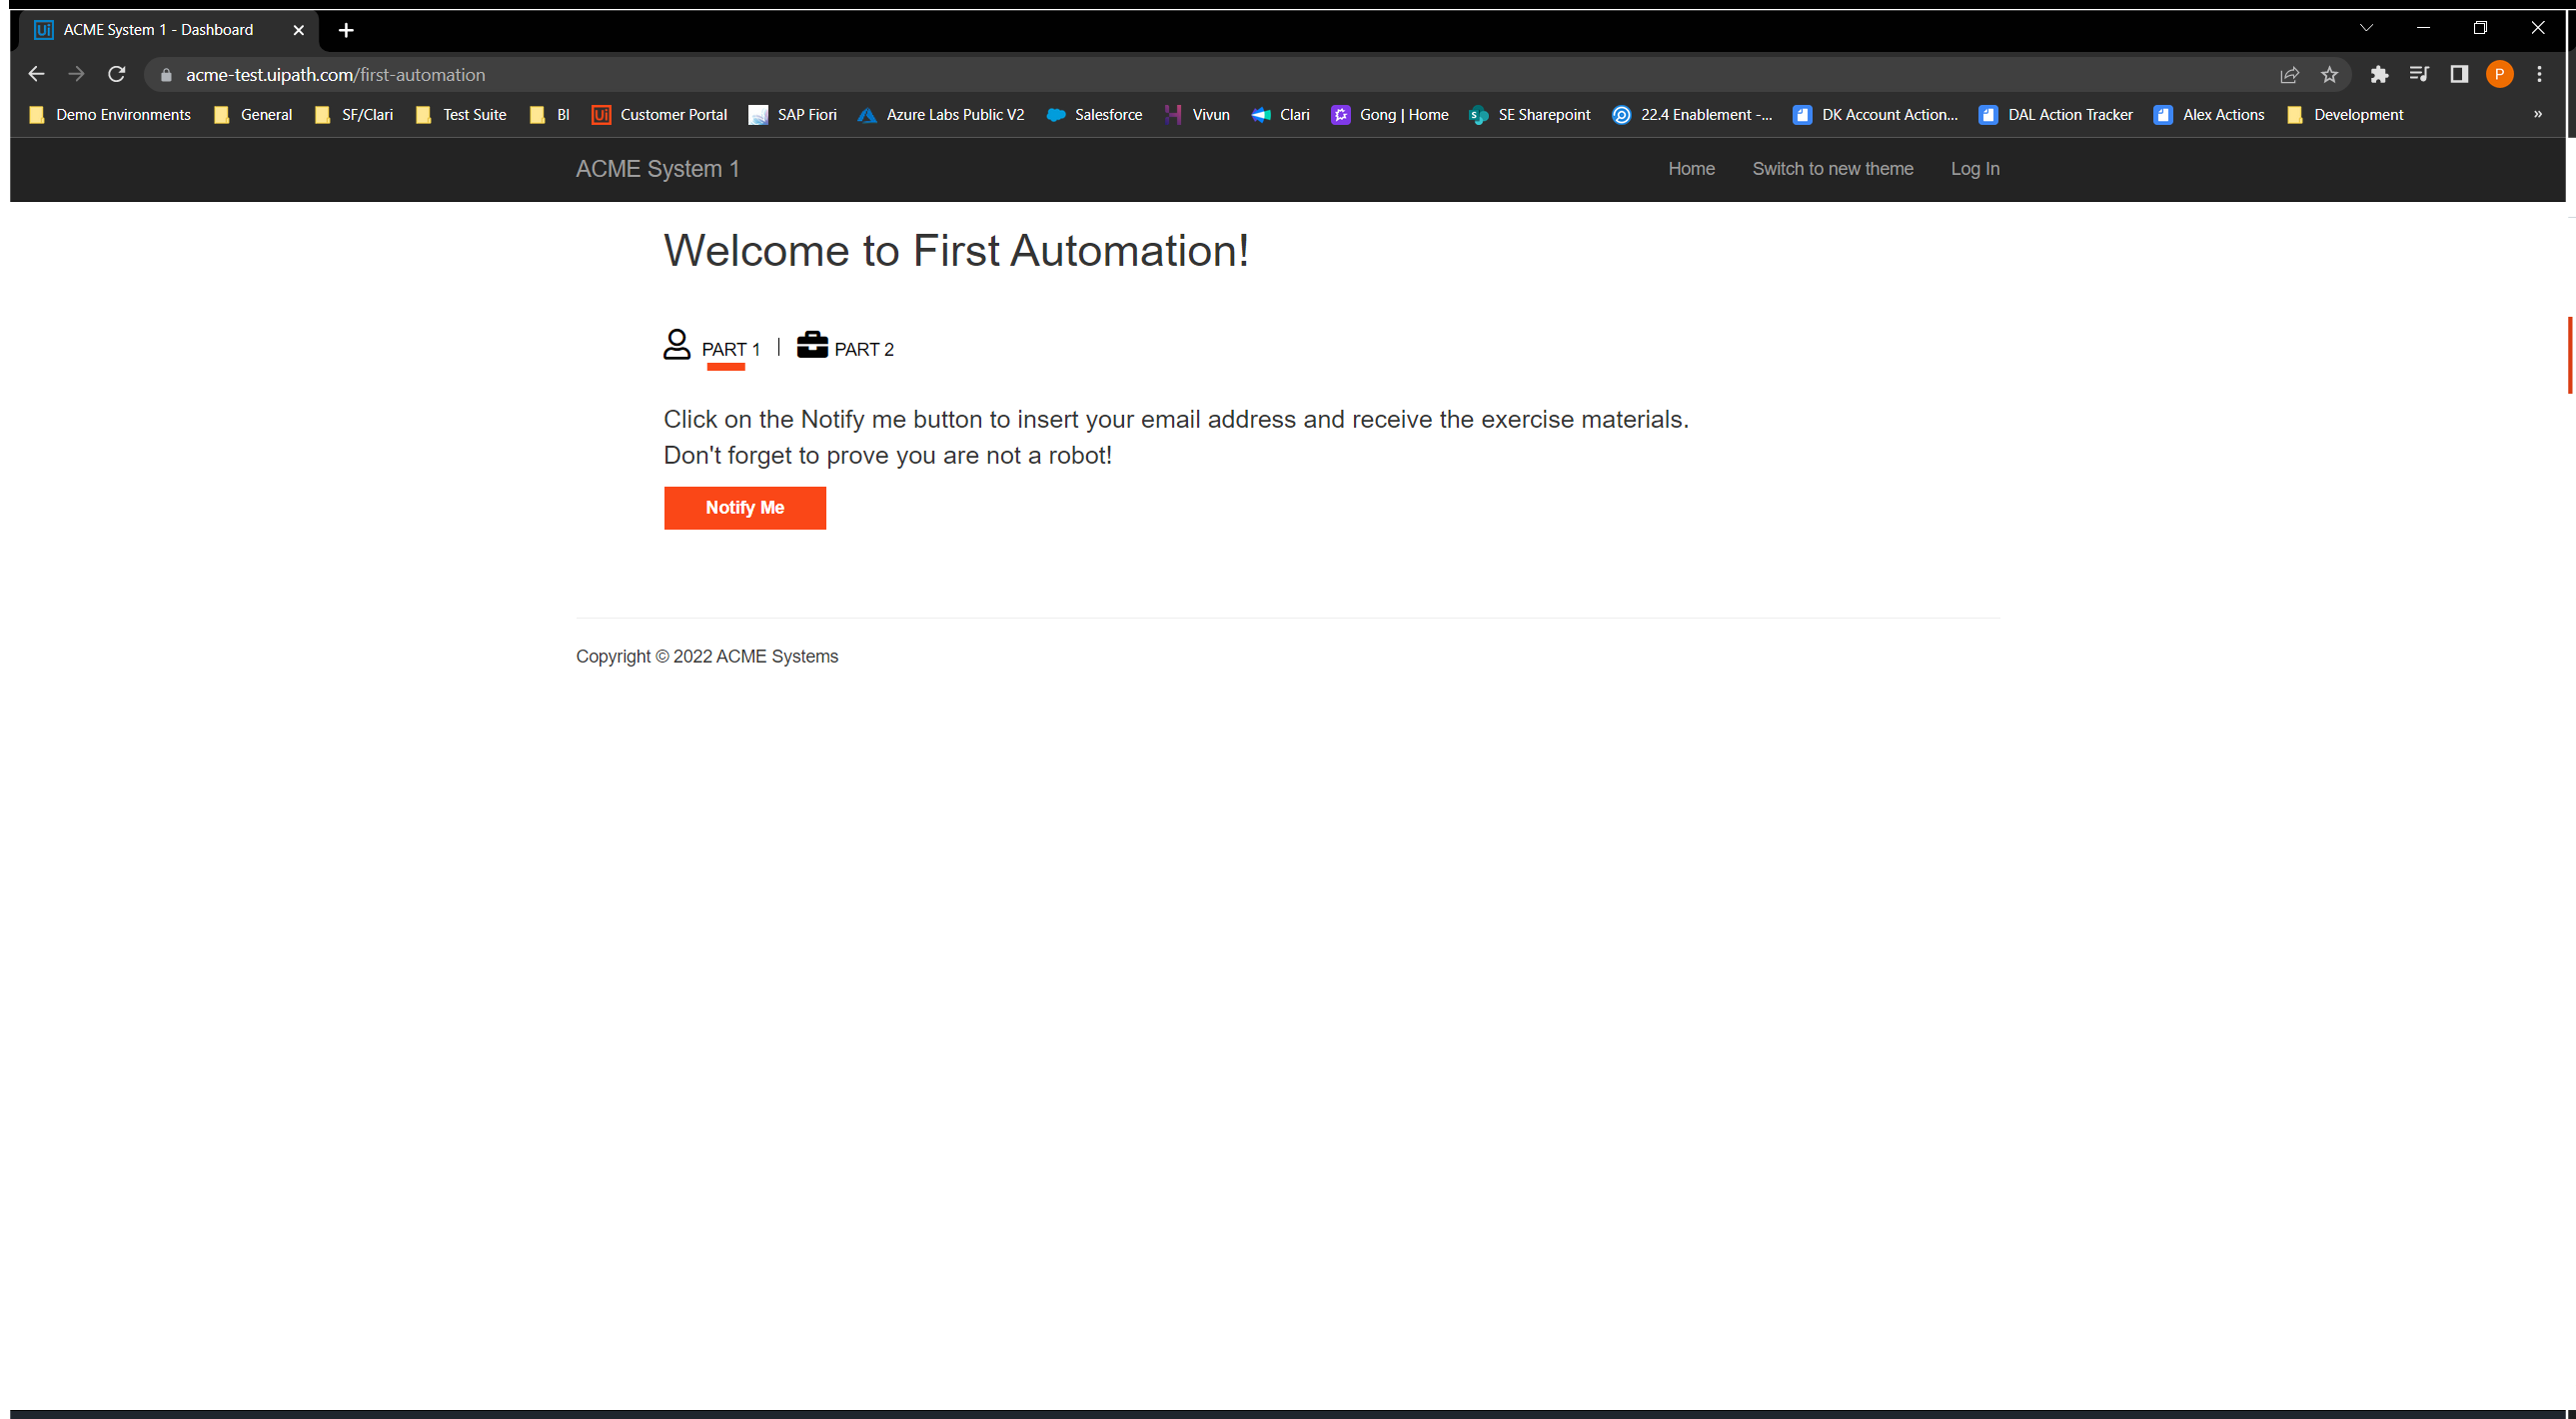 Ui ACME System 1 - Dashboard
acme-test.uipath.com/first-automation
P
Demo Environments General SF/Clari Test Suite BI Ui Customer Portal SAP Fiori Azure Labs Public V2 Salesforce Vivun Clari Gong | Home SE Sharepoint 22.4 Enablement -... DK Account Action... DAL Action Tracker Alex Actions Development »
ACME System 1 Home Switch to new theme Log In
Welcome to First Automation!
PART 1 | PART 2
Click on the Notify me button to insert your email address and receive the exercise materials.
Don't forget to prove you are not a robot!
Notify Me
Copyright © 2022 ACME Systems